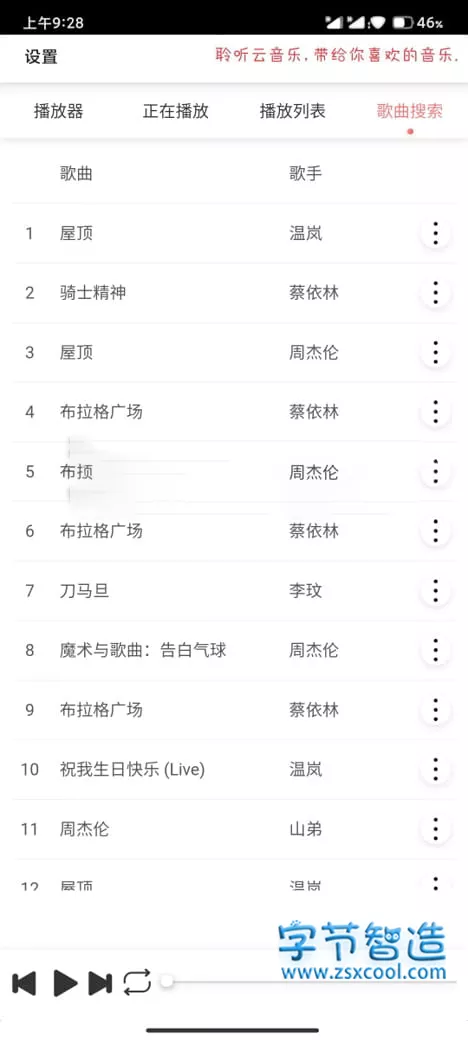 上午9:28 46%
设置 聆听云音乐,带给你喜欢的音乐.
播放器 正在播放 播放列表 歌曲搜索
歌曲 歌手
1 屋顶 温岚
2 骑士精神 蔡依林
3 屋顶 周杰伦
4 布拉格广场 蔡依林
5 周杰伦
6 布拉格广场 蔡依林
7 刀马旦 李玟
8 魔术与歌曲：告白气球 周杰伦
9 布拉格广场 蔡依林
10 祝我生日快乐 (Live) 温岚
11 周杰伦 山弟
12 屋顶 温岚
字节智造
www.zsxcool.com